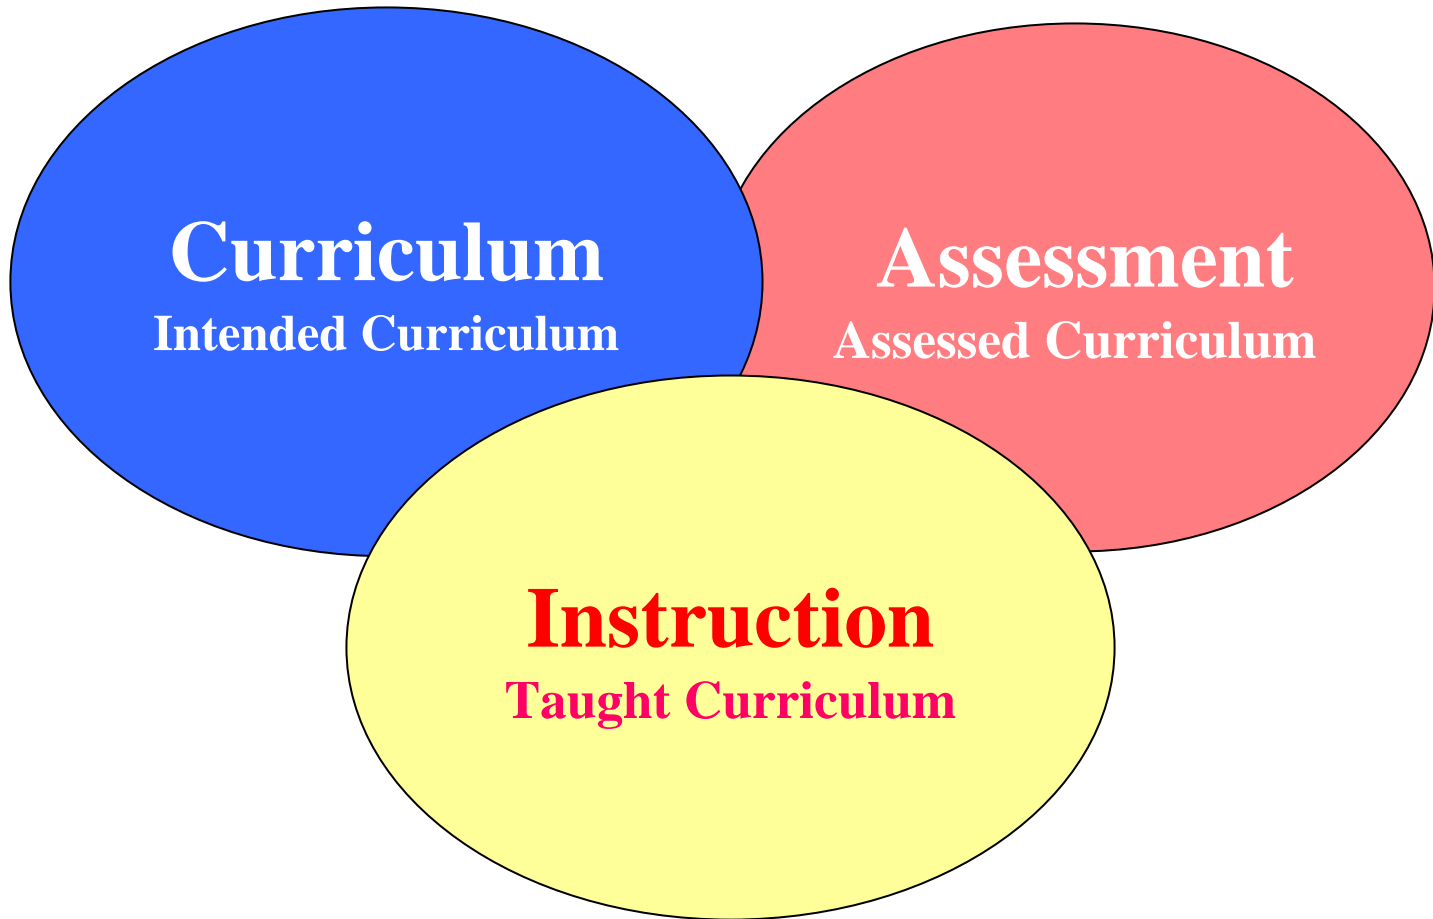 Curriculum
Intended Curriculum
Assessment
Assessed Curriculum
Instruction
Taught Curriculum